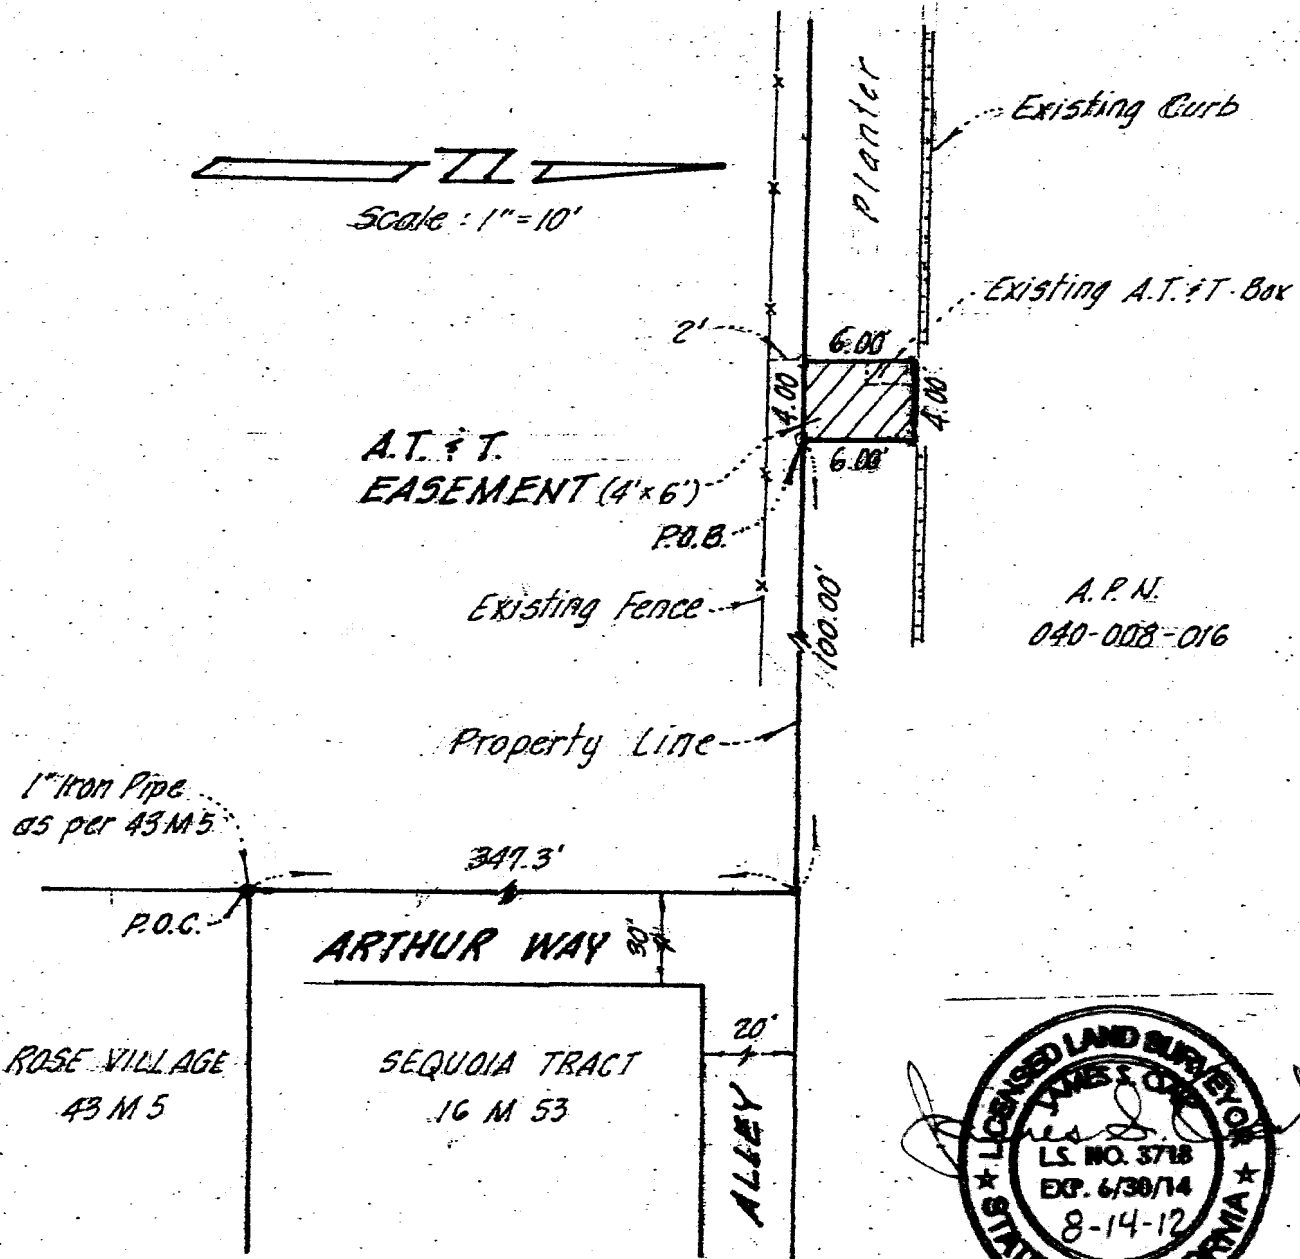 Planter
Existing Curb
Scale : 1"=10'
Existing A.T. & T. Box
2'
6.00'
4.00
4.00
A.T. & T.
EASEMENT (4'x6')
6.00'
P.O.B.
Existing Fence
100.00'
A.P.N.
040-008-016
Property Line
1" Iron Pipe
as per 43 M 5
347.3'
P.O.C.
ARTHUR WAY
30'
20'
ROSE VILLAGE
43 M 5
SEQUOIA TRACT
16 M 53
ALLEY
LICENSED LAND SURVEYOR
JAMES S.
James S.
L.S. NO. 3718
EXP. 6/30/14
8-14-12